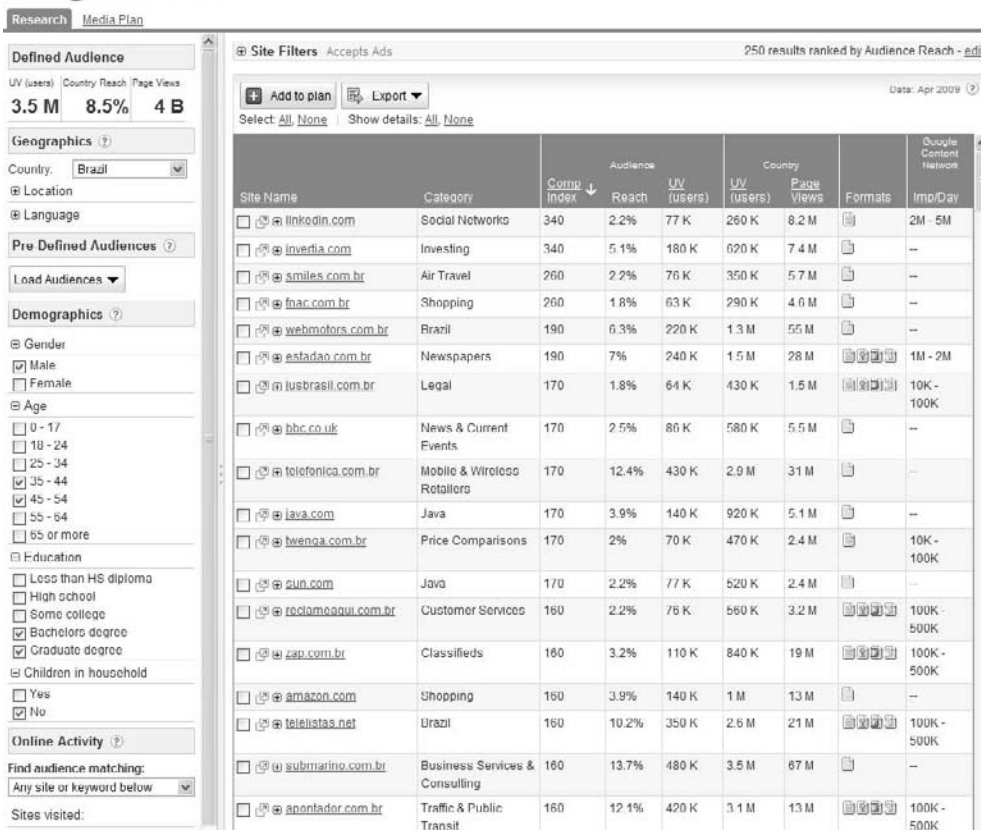 Research Media Plan
Defined Audience
UV (users) Country Reach Page Views
3.5 M 8.5% 4 B
Geographics ?
Country: Brazil
Location
Language
Pre Defined Audiences ?
Load Audiences
Demographics ?
Gender
Male
Female
Age
0 - 17
18 - 24
25 - 34
35 - 44
45 - 54
55 - 64
65 or more
Education
Less than HS diploma
High school
Some college
Bachelors degree
Graduate degree
Children in household
Yes
No
Online Activity ?
Find audience matching:
Any site or keyword below
Sites visited:
Site Filters Accepts Ads 250 results ranked by Audience Reach - edi
Add to plan Export Data: Apr 2009 ?
Select: All, None Show details: All, None
Audience Country Google Content Network
Site Name Category Comp Index Reach UV (users) UV (users) Page Views Formats Imp/Day
linkedin.com Social Networks 340 2.2% 77 K 260 K 8.2 M 2M - 5M
invertia.com Investing 340 5.1% 180 K 620 K 7.4 M --
smiles.com.br Air Travel 260 2.2% 76 K 350 K 5.7 M --
fnac.com.br Shopping 260 1.8% 63 K 290 K 4.6 M --
webmotors.com.br Brazil 190 6.3% 220 K 1.3 M 55 M --
estadao.com.br Newspapers 190 7% 240 K 1.5 M 28 M 1M - 2M
jusbrasil.com.br Legal 170 1.8% 64 K 430 K 1.5 M 10K -
100K
bbc.co.uk News & Current 170 2.5% 86 K 580 K 5.5 M --
Events
telefonica.com.br Mobile & Wireless 170 12.4% 430 K 2.9 M 31 M --
Retailers
java.com Java 170 3.9% 140 K 920 K 5.1 M --
twenga.com.br Price Comparisons 170 2% 70 K 470 K 2.4 M 10K -
100K
sun.com Java 170 2.2% 77 K 520 K 2.4 M --
reclameaqui.com.br Customer Services 160 2.2% 76 K 560 K 3.2 M 100K -
500K
zap.com.br Classifieds 160 3.2% 110 K 840 K 19 M 100K -
500K
amazon.com Shopping 160 3.9% 140 K 1 M 13 M --
telelistas.net Brazil 160 10.2% 350 K 2.6 M 21 M 100K -
500K
submarino.com.br Business Services & 160 13.7% 480 K 3.5 M 67 M --
Consulting
apontador.com.br Traffic & Public 160 12.1% 420 K 3.1 M 13 M 100K -
Transit 500K